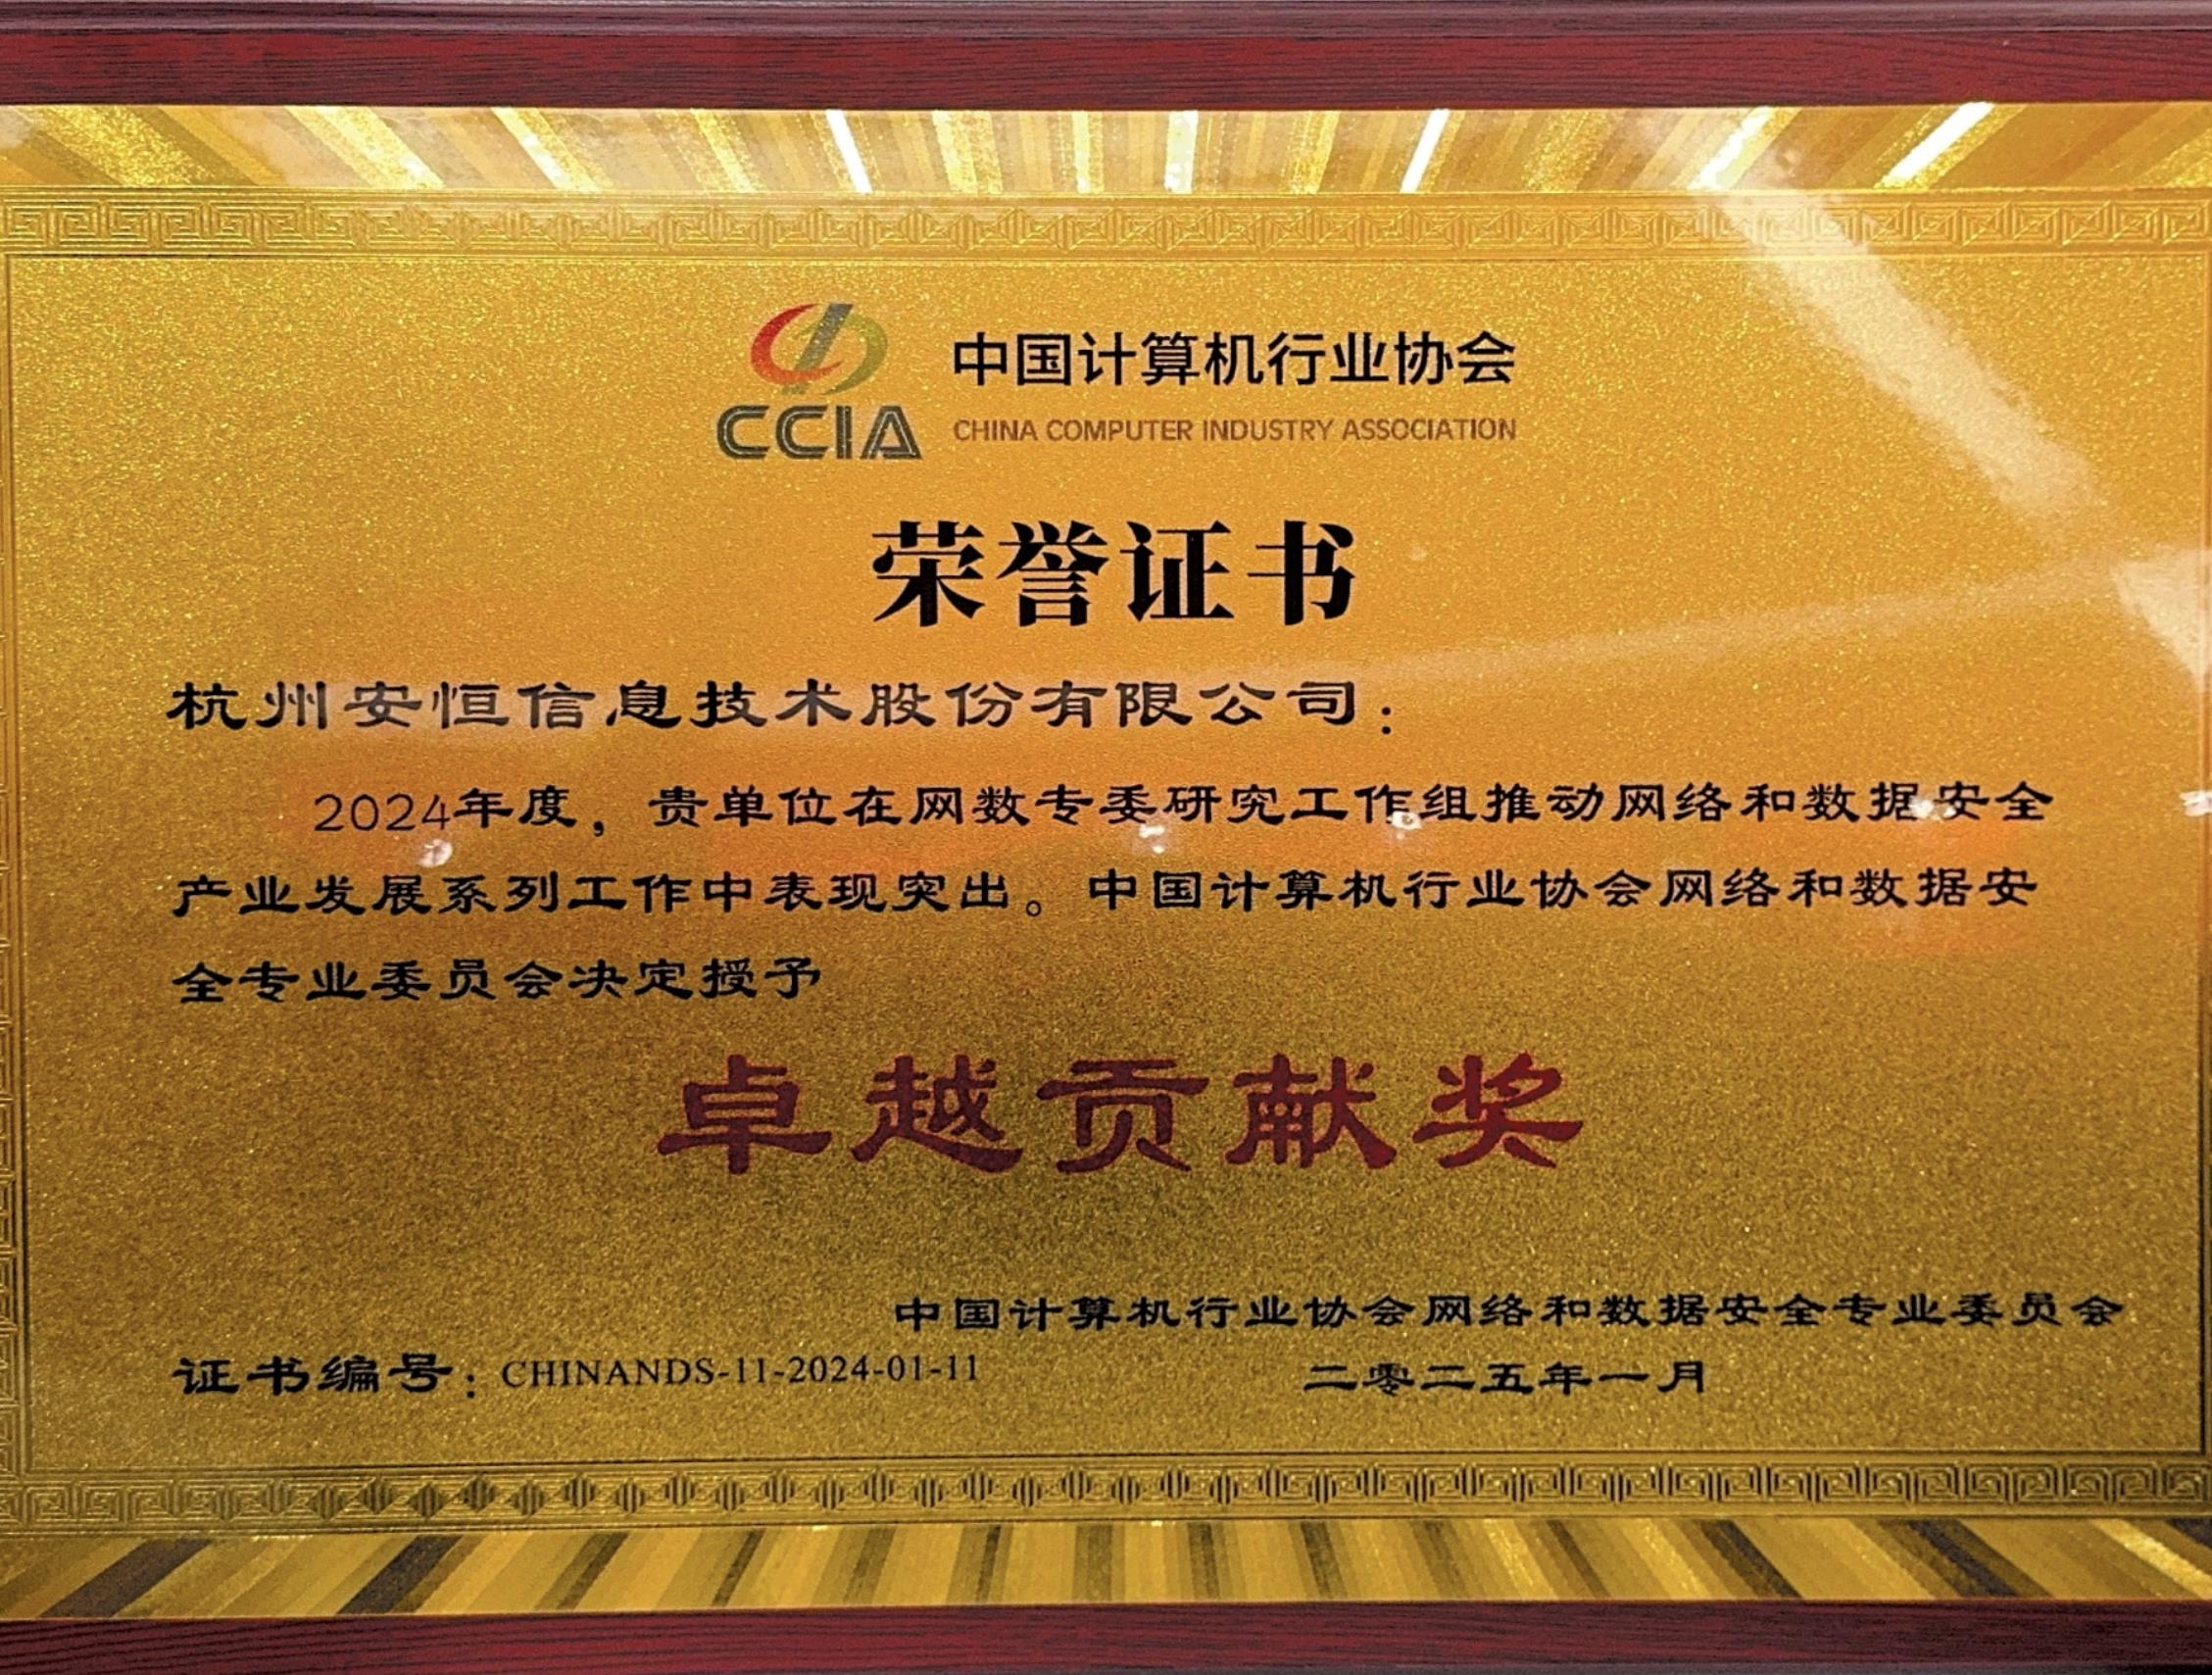 中国计算机行业协会
CCIA
CHINA COMPUTER INDUSTRY ASSOCIATION
荣誉证书
杭州安恒信息技术股份有限公司：
2024年度，贵单位在网数专委研究工作组推动网络和数据安全
产业发展系列工作中表现突出。中国计算机行业协会网络和数据安
全专业委员会决定授予
卓越贡献奖
中国计算机行业协会网络和数据安全专业委员会
证书编号：CHINANDS-11-2024-01-11
二零二五年一月